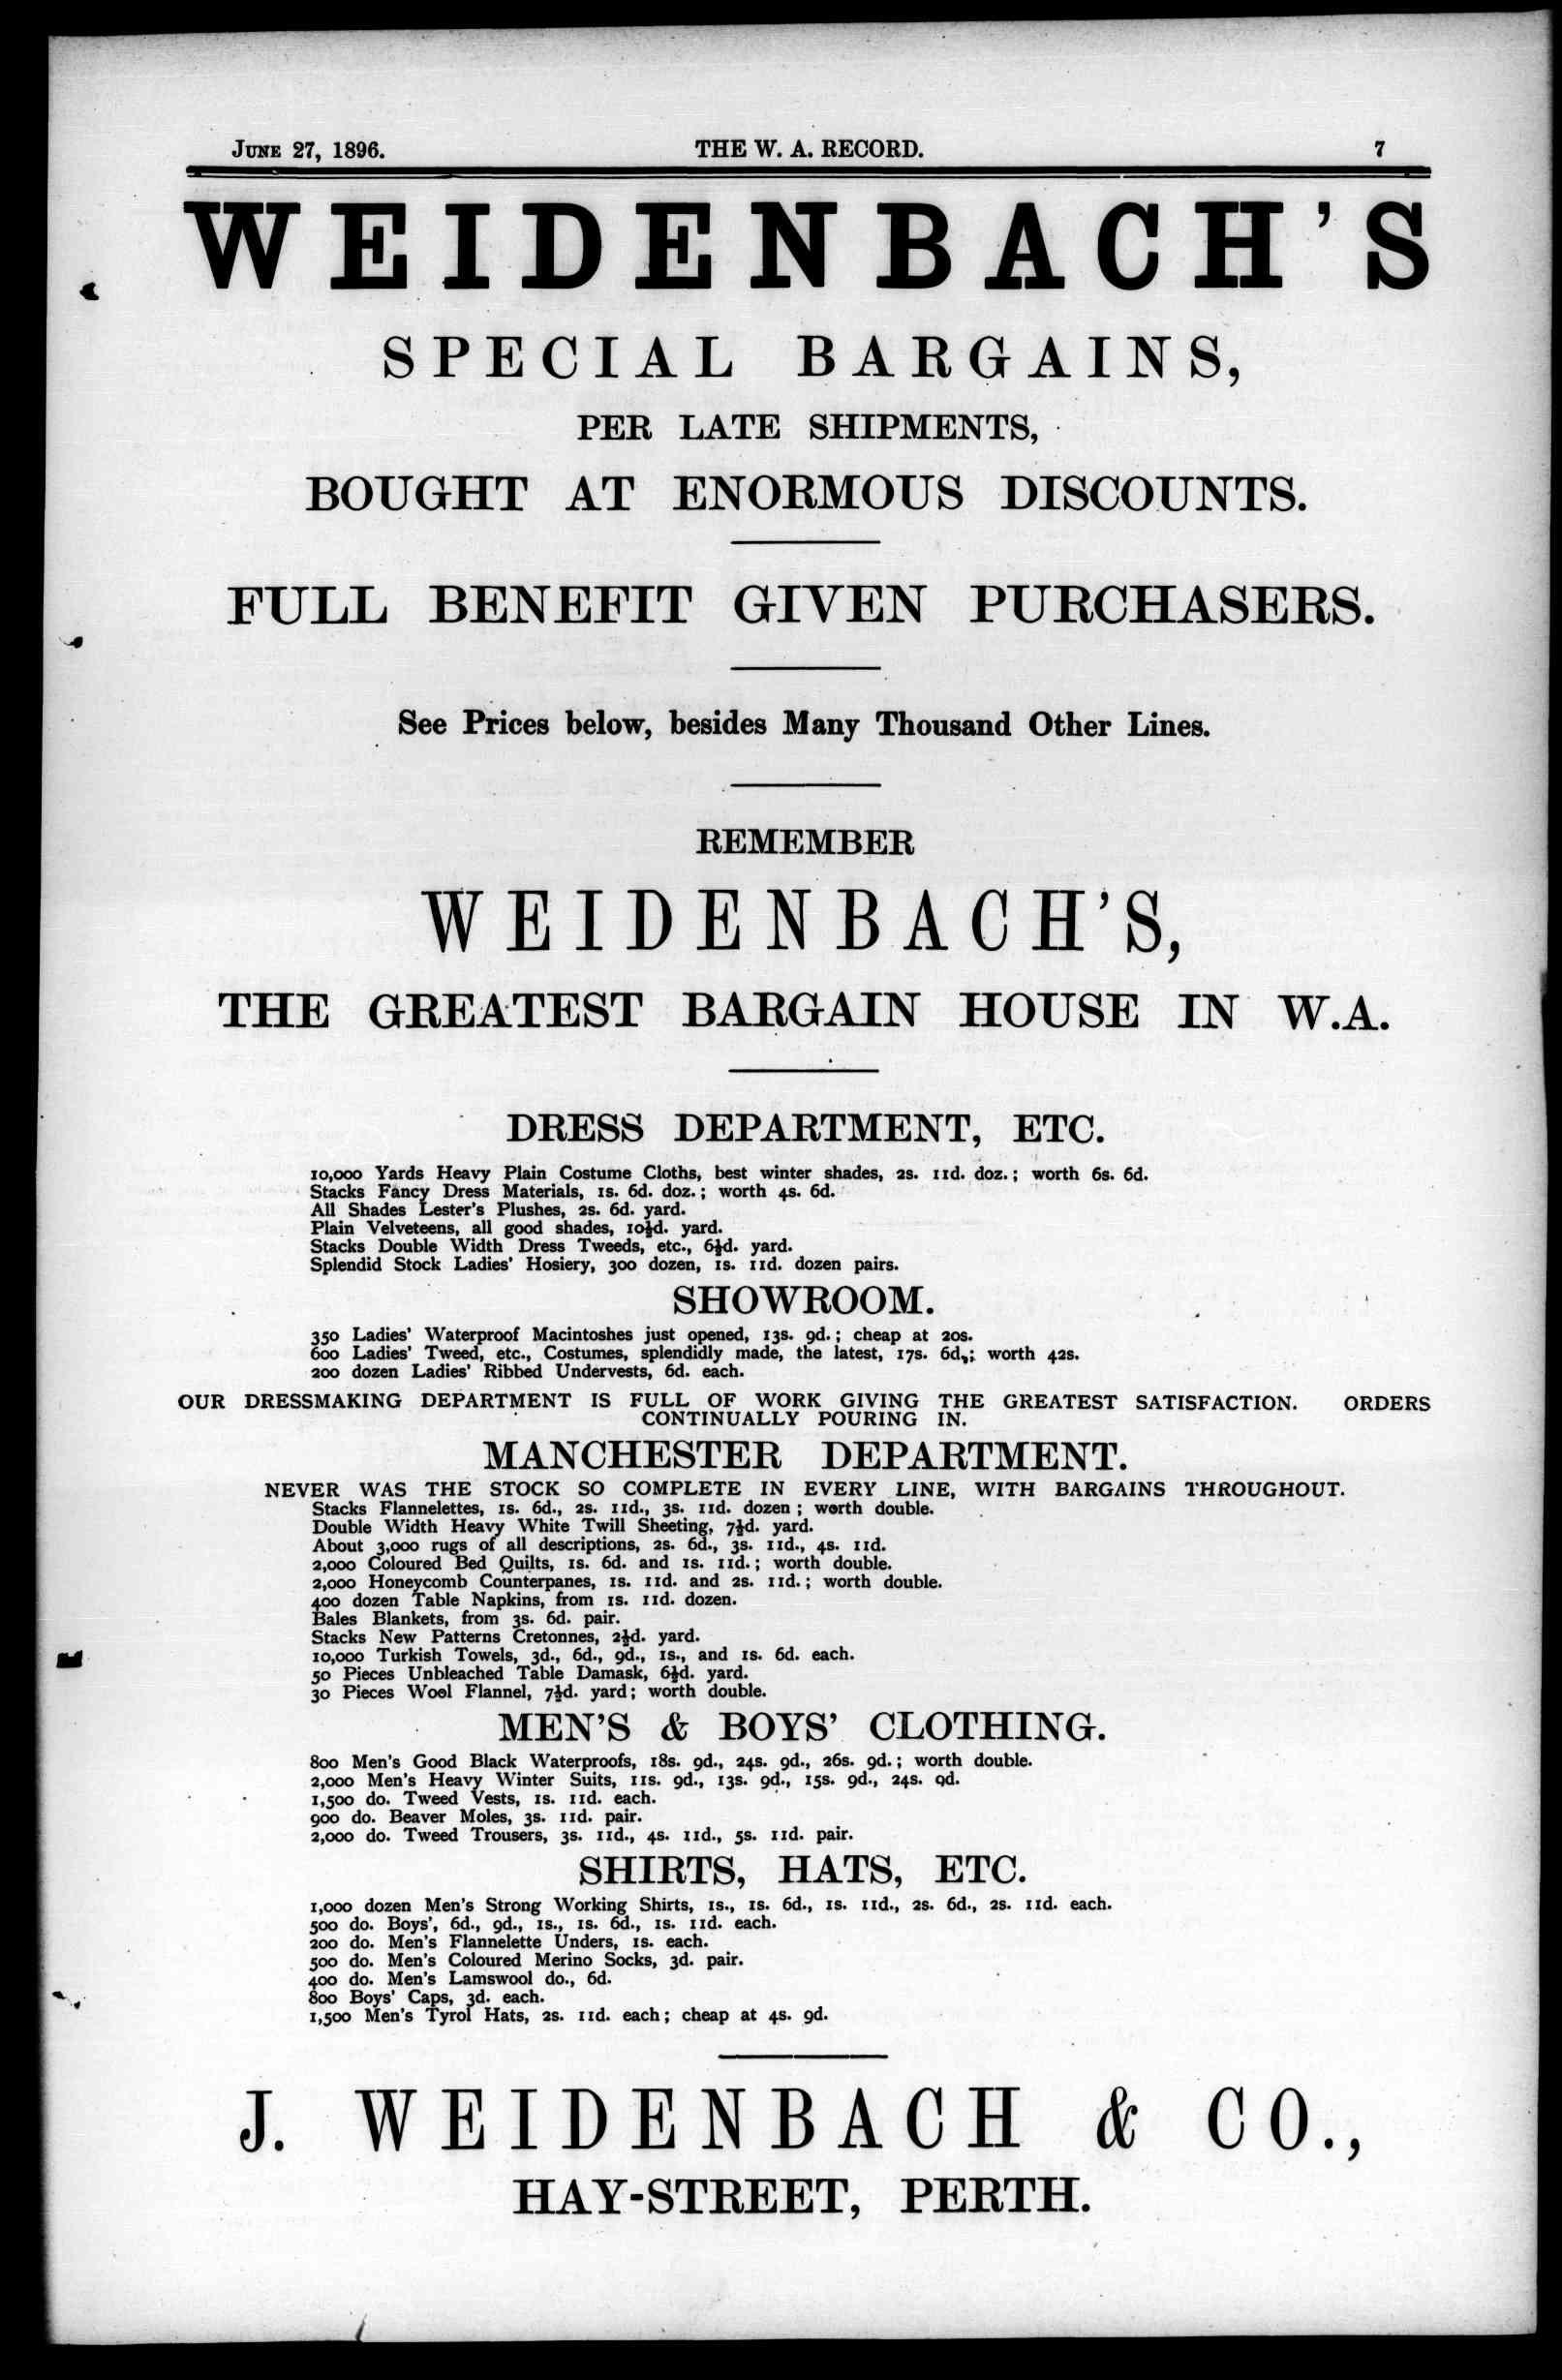 JUNE 27, 1896. THE W. A. RECORD. 7
WEIDENBACH'S
SPECIAL BARGAINS,
PER LATE SHIPMENTS,
BOUGHT AT ENORMOUS DISCOUNTS.
FULL BENEFIT GIVEN PURCHASERS.
See Prices below, besides Many Thousand Other Lines.
REMEMBER
WEIDENBACH'S,
THE GREATEST BARGAIN HOUSE IN W.A.
DRESS DEPARTMENT, ETC.
10,000 Yards Heavy Plain Costume Cloths, best winter shades, 2s. 11d. doz.; worth 6s. 6d.
Stacks Fancy Dress Materials, 1s. 6d. doz.; worth 4s. 6d.
All Shades Lester's Plushes, 2s. 6d. yard.
Plain Velveteens, all good shades, 10½d. yard.
Stacks Double Width Dress Tweeds, etc., 6½d. yard.
Splendid Stock Ladies' Hosiery, 300 dozen, 1s. 11d. dozen pairs.
SHOWROOM.
350 Ladies' Waterproof Macintoshes just opened, 13s. 9d.; cheap at 20s.
600 Ladies' Tweed, etc., Costumes, splendidly made, the latest, 17s. 6d.; worth 42s.
200 dozen Ladies' Ribbed Undervests, 6d. each.
OUR DRESSMAKING DEPARTMENT IS FULL OF WORK GIVING THE GREATEST SATISFACTION. ORDERS
CONTINUALLY POURING IN.
MANCHESTER DEPARTMENT.
NEVER WAS THE STOCK SO COMPLETE IN EVERY LINE, WITH BARGAINS THROUGHOUT.
Stacks Flannelettes, 1s. 6d., 2s. 11d., 3s. 11d. dozen; worth double.
Double Width Heavy White Twill Sheeting, 7½d. yard.
About 3,000 rugs of all descriptions, 2s. 6d., 3s. 11d., 4s. 11d.
2,000 Coloured Bed Quilts, 1s. 6d. and 1s. 11d.; worth double.
2,000 Honeycomb Counterpanes, 1s. 11d. and 2s. 11d.; worth double.
400 dozen Table Napkins, from 1s. 11d. dozen.
Bales Blankets, from 3s. 6d. pair.
Stacks New Patterns Cretonnes, 2½d. yard.
10,000 Turkish Towels, 3d., 6d., 9d., 1s., and 1s. 6d. each.
50 Pieces Unbleached Table Damask, 6½d. yard.
30 Pieces Wool Flannel, 7½d. yard; worth double.
MEN'S & BOYS' CLOTHING.
800 Men's Good Black Waterproofs, 18s. 9d., 24s. 9d., 26s. 9d.; worth double.
2,000 Men's Heavy Winter Suits, 11s. 9d., 13s. 9d., 15s. 9d., 24s. 9d.
1,500 do. Tweed Vests, 1s. 11d. each.
900 do. Beaver Moles, 3s. 11d. pair.
2,000 do. Tweed Trousers, 3s. 11d., 4s. 11d., 5s. 11d. pair.
SHIRTS, HATS, ETC.
1,000 dozen Men's Strong Working Shirts, 1s., 1s. 6d., 1s. 11d., 2s. 6d., 2s. 11d. each.
500 do. Boys', 6d., 9d., 1s., 1s. 6d., 1s. 11d. each.
200 do. Men's Flannelette Unders, 1s. each.
500 do. Men's Coloured Merino Socks, 3d. pair.
400 do. Men's Lamswool do., 6d.
800 Boys' Caps, 3d. each.
1,500 Men's Tyrol Hats, 2s. 11d. each; cheap at 4s. 9d.
J. WEIDENBACH & CO.,
HAY-STREET, PERTH.